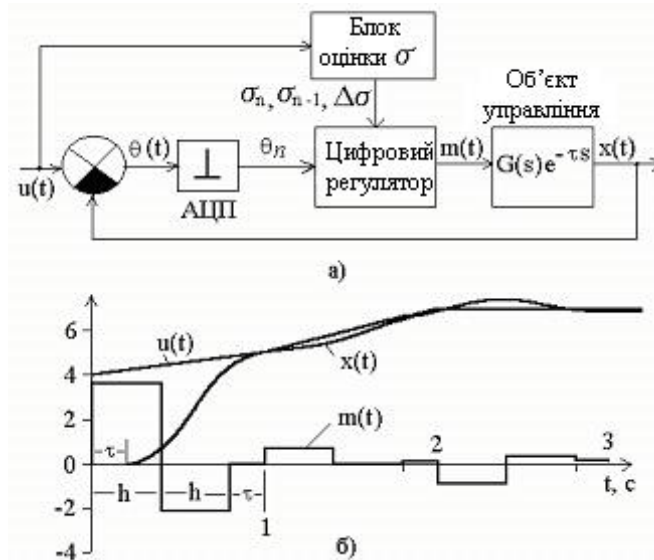 Блок
оцінки σ
σn, σn-1, Δσ
Об’єкт
управління
u(t)
θ(t)
⊥
АЦП
θn
Цифровий
регулятор
m(t)
G(s)e^-τs
x(t)
а)
6
4
2
0
-2
-4
u(t)
x(t)
m(t)
τ
h
h
τ
1
2
3
t, c
б)